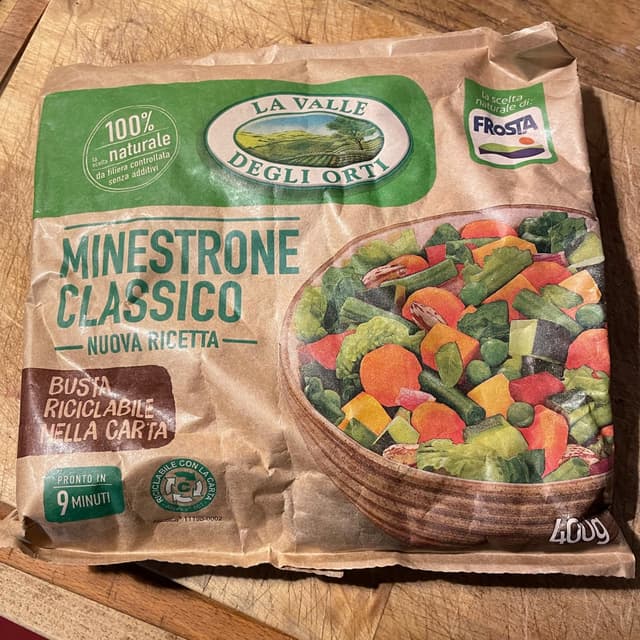 100%
la scelta
naturale
da filiera controllata
senza additivi
LA VALLE
DEGLI ORTI
la scelta
naturale di:
FROSTA
MINESTRONE
CLASSICO
NUOVA RICETTA
BUSTA
RICICLABILE
NELLA CARTA
PRONTO IN
9 MINUTI
RICICLABILE CON LA CARTA
400g